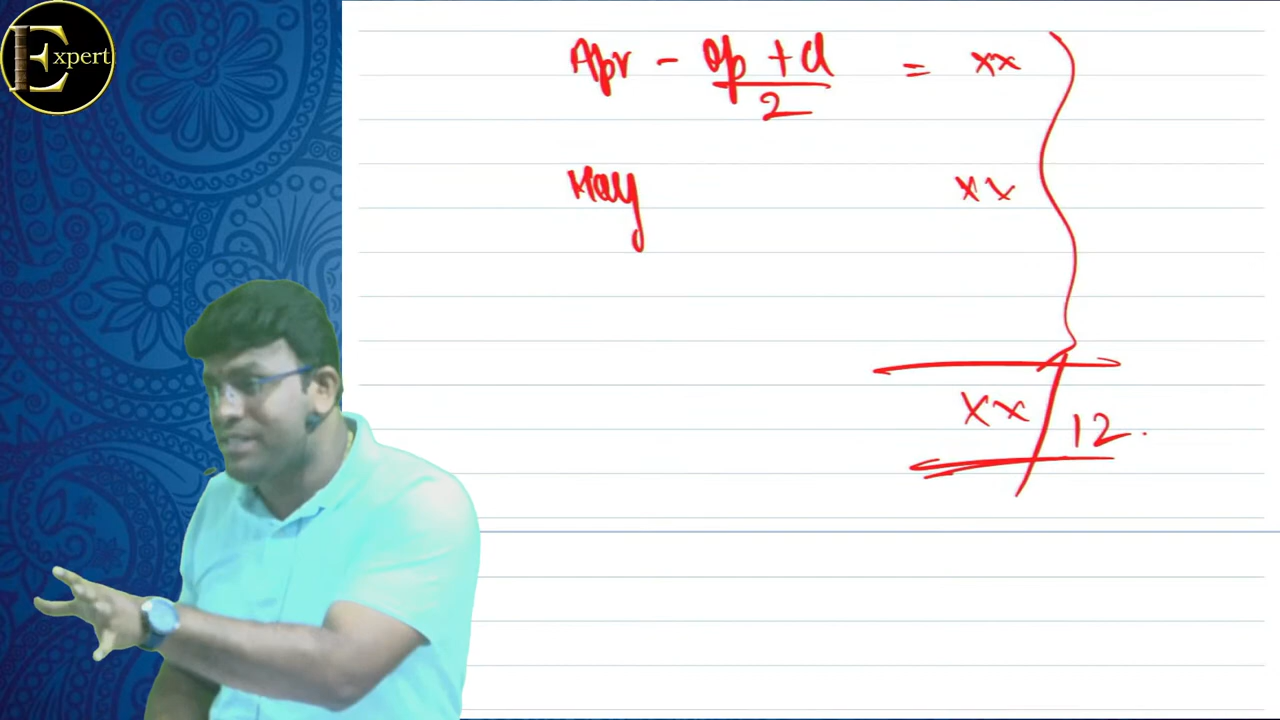 Expert
Apr - Op + Cl = xx
2
May xx
xx / 12.